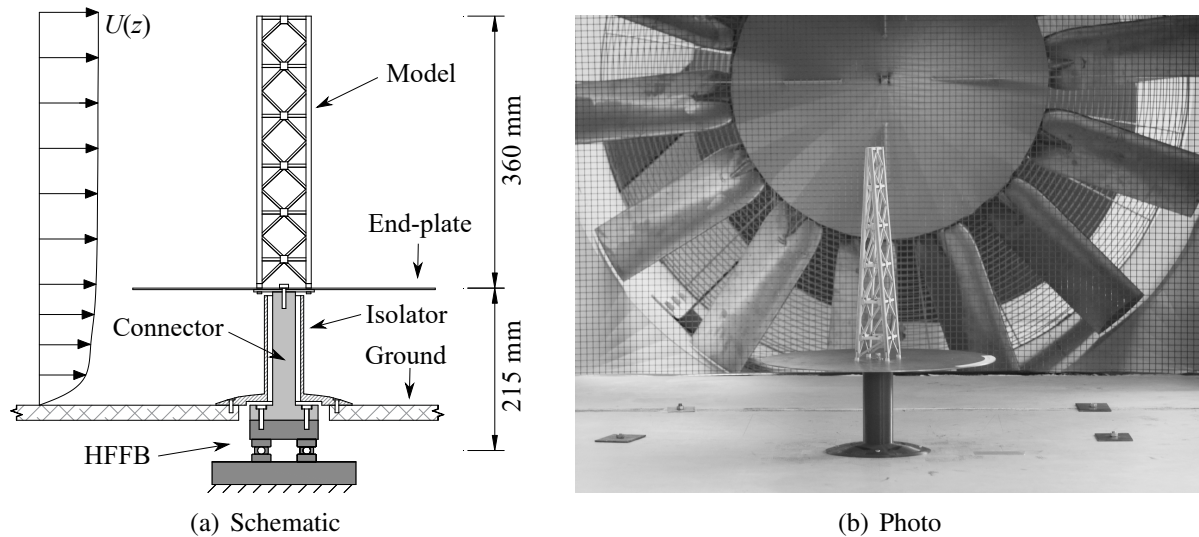 U(z)
Model
360 mm
End-plate
Connector
Isolator
Ground
215 mm
HFFB
(a) Schematic
(b) Photo